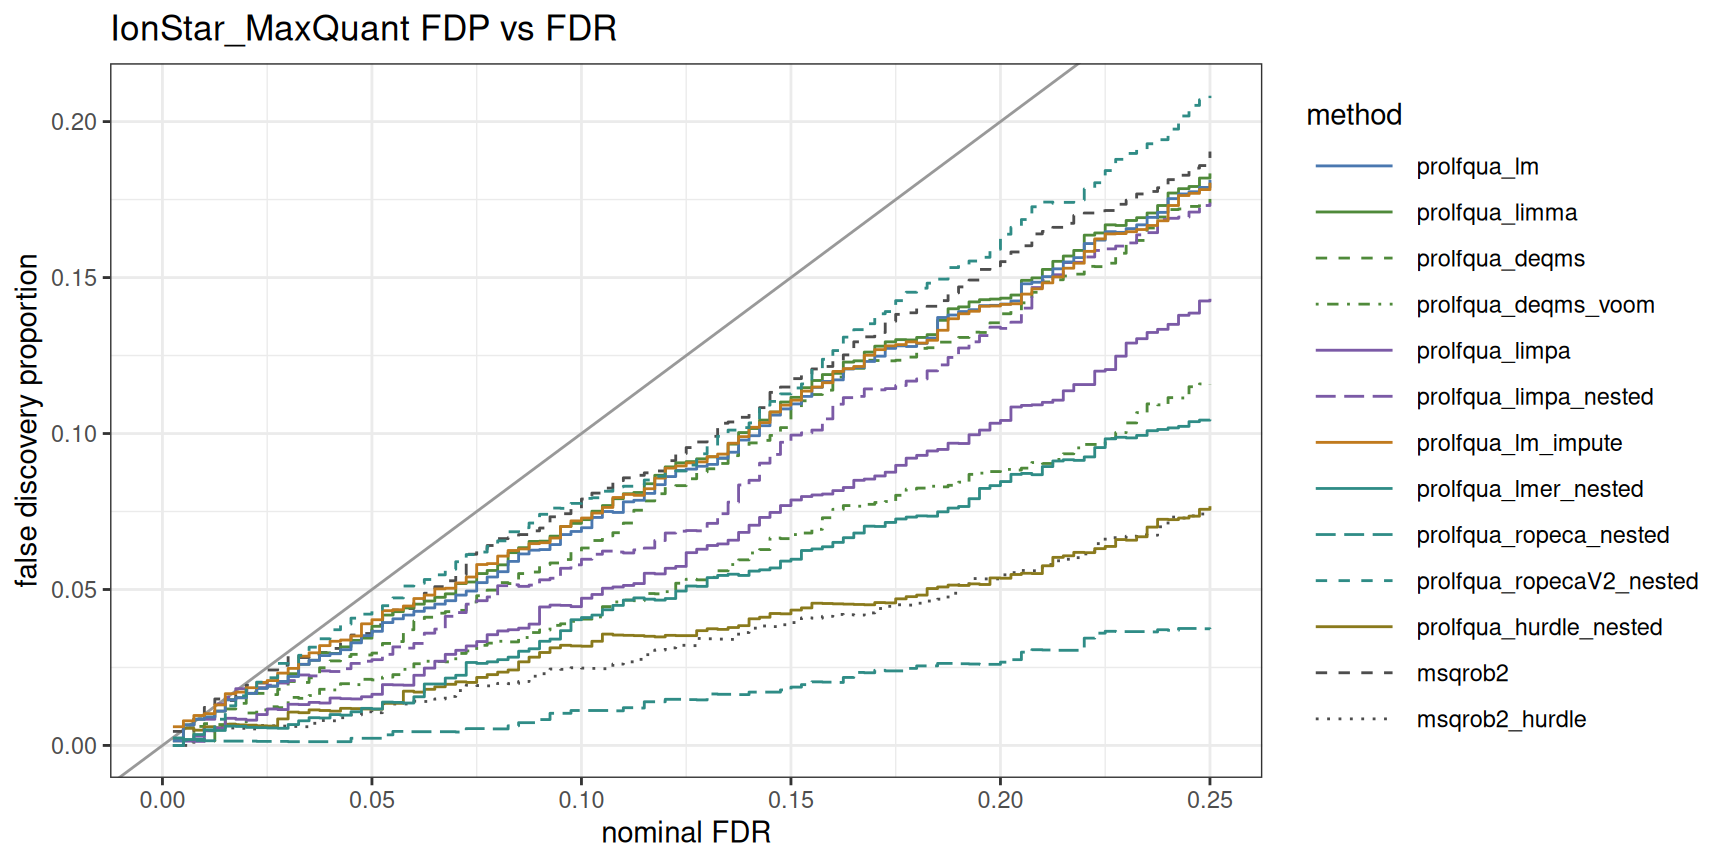 IonStar_MaxQuant FDP vs FDR
false discovery proportion
0.20
0.15
0.10
0.05
0.00
0.00 0.05 0.10 0.15 0.20 0.25
nominal FDR
method
prolfqua_lm
prolfqua_limma
prolfqua_deqms
prolfqua_deqms_voom
prolfqua_limpa
prolfqua_limpa_nested
prolfqua_lm_impute
prolfqua_lmer_nested
prolfqua_ropeca_nested
prolfqua_ropecaV2_nested
prolfqua_hurdle_nested
msqrob2
msqrob2_hurdle